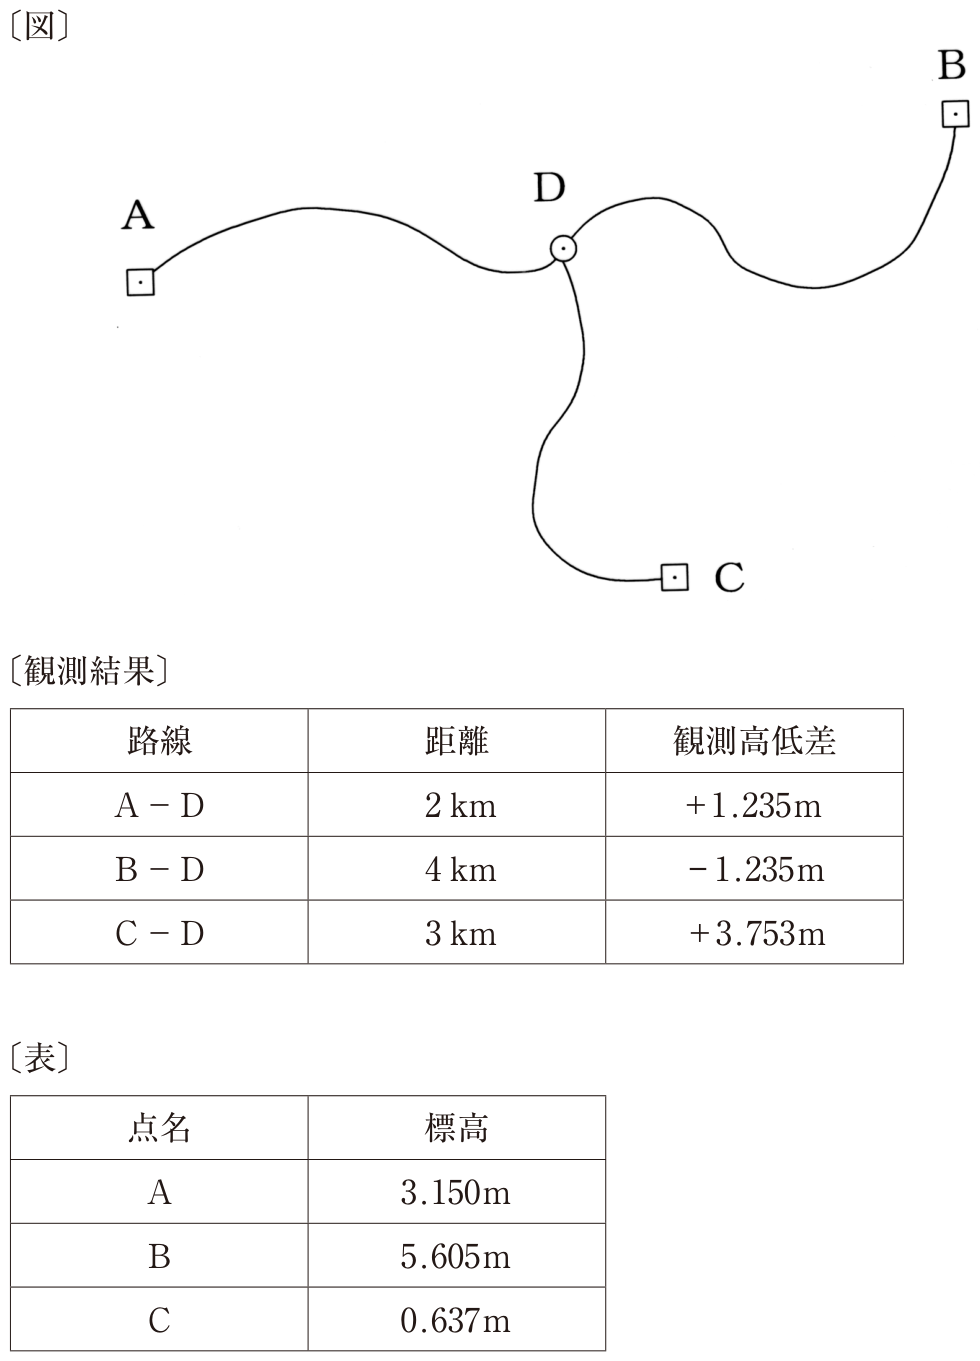 〔図〕
B
D
A
C
〔観測結果〕
路線 距離 観測高低差
A − D 2 km +1.235m
B − D 4 km −1.235m
C − D 3 km +3.753m
〔表〕
点名 標高
A 3.150m
B 5.605m
C 0.637m